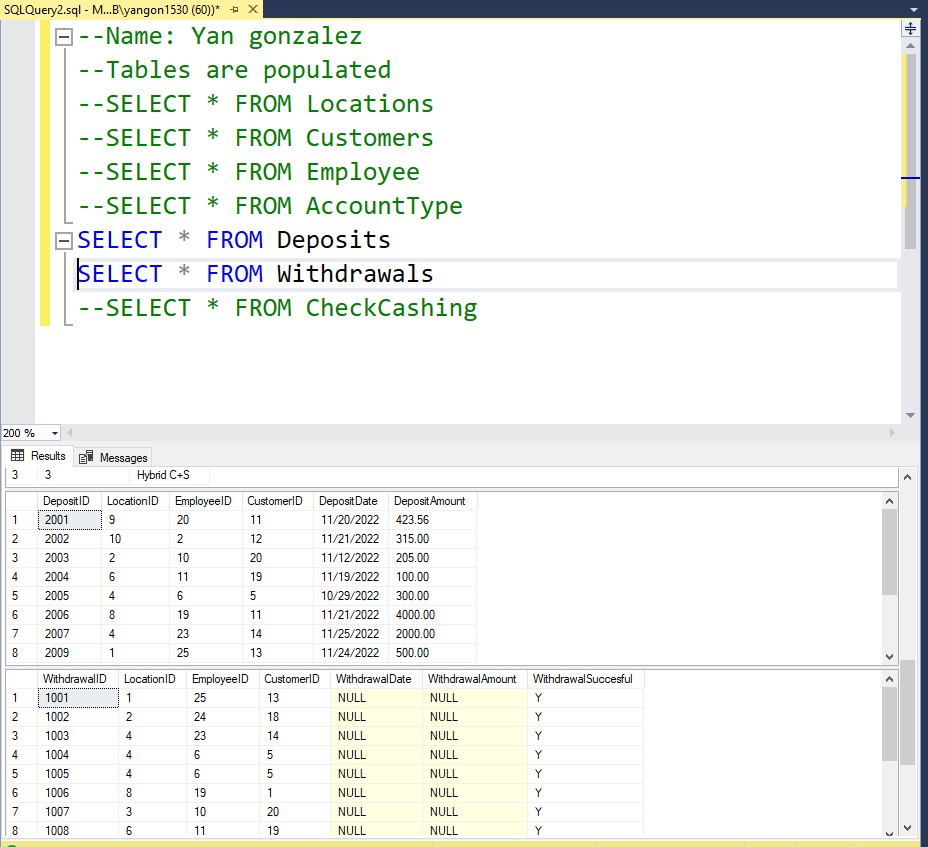 SQLQuery2.sql - M...B\yangon1530 (60))*
--Name: Yan gonzalez
--Tables are populated
--SELECT * FROM Locations
--SELECT * FROM Customers
--SELECT * FROM Employee
--SELECT * FROM AccountType
SELECT * FROM Deposits
SELECT * FROM Withdrawals
--SELECT * FROM CheckCashing
200 %
Results Messages
3 3 Hybrid C+S
DepositID LocationID EmployeeID CustomerID DepositDate DepositAmount
1 2001 9 20 11 11/20/2022 423.56
2 2002 10 2 12 11/21/2022 315.00
3 2003 2 10 20 11/12/2022 205.00
4 2004 6 11 19 11/19/2022 100.00
5 2005 4 6 5 10/29/2022 300.00
6 2006 8 19 11 11/21/2022 4000.00
7 2007 4 23 14 11/25/2022 2000.00
8 2009 1 25 13 11/24/2022 500.00
WithdrawalID LocationID EmployeeID CustomerID WithdrawalDate WithdrawalAmount WithdrawalSuccesful
1 1001 1 25 13 NULL NULL Y
2 1002 2 24 18 NULL NULL Y
3 1003 4 23 14 NULL NULL Y
4 1004 4 6 5 NULL NULL Y
5 1005 4 6 5 NULL NULL Y
6 1006 8 19 1 NULL NULL Y
7 1007 3 10 20 NULL NULL Y
8 1008 6 11 19 NULL NULL Y